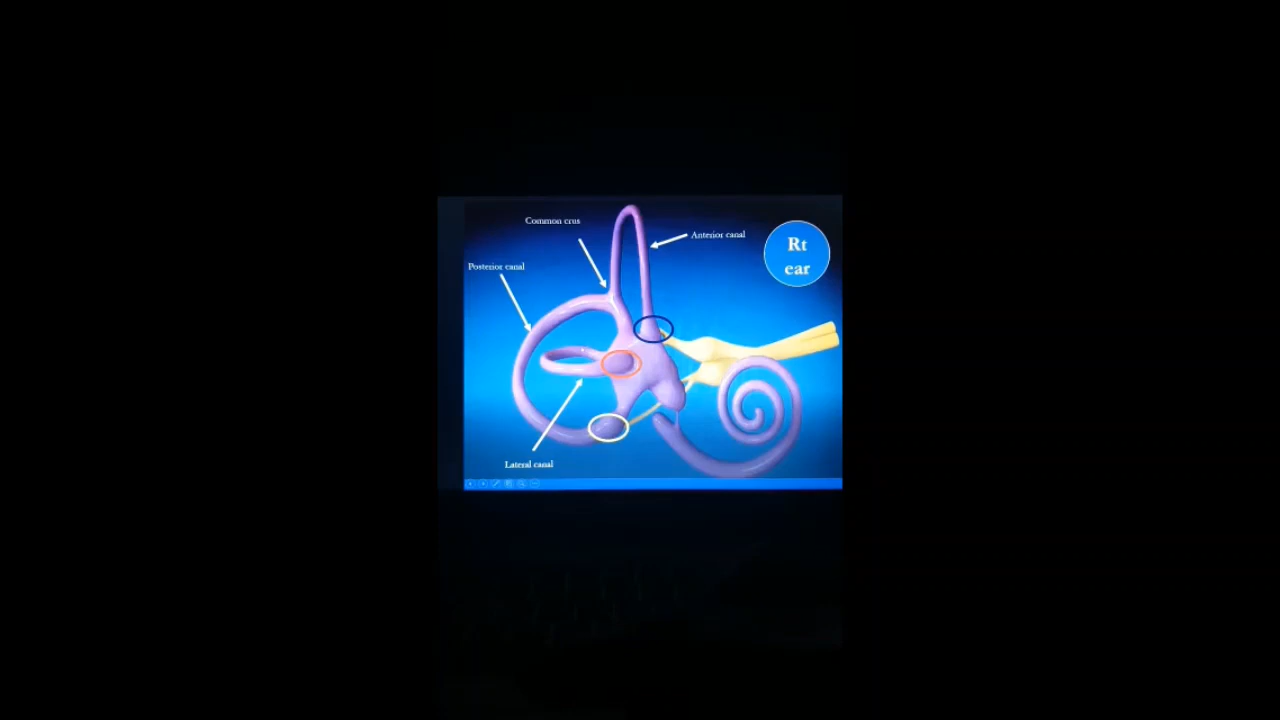 Common crus
Anterior canal
Rt
ear
Posterior canal
Lateral canal